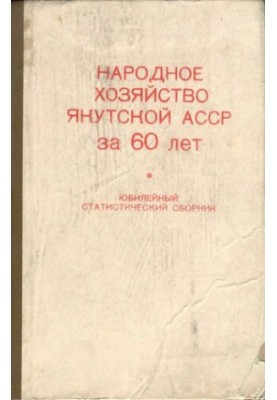 НАРОДНОЕ
ХОЗЯЙСТВО
ЯКУТСКОЙ АССР
за 60 лет
ЮБИЛЕЙНЫЙ
СТАТИСТИЧЕСКИЙ СБОРНИК